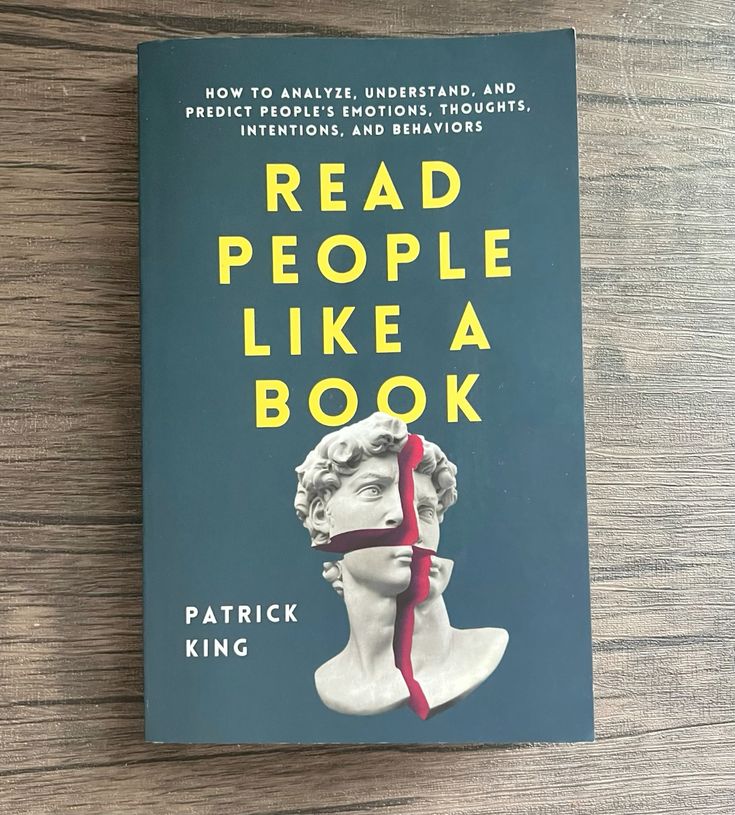 HOW TO ANALYZE, UNDERSTAND, AND
PREDICT PEOPLE'S EMOTIONS, THOUGHTS,
INTENTIONS, AND BEHAVIORS
READ
PEOPLE
LIKE A
BOOK
PATRICK
KING